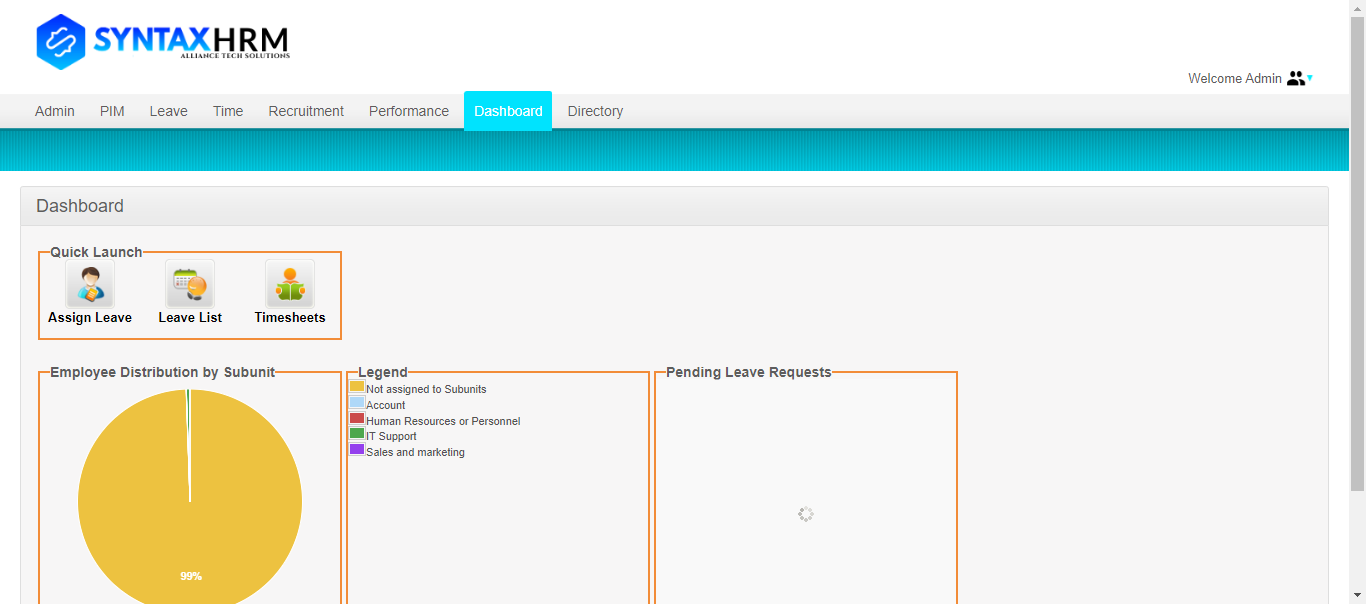 SYNTAXHRM
ALLIANCE TECH SOLUTIONS
Welcome Admin
Admin PIM Leave Time Recruitment Performance Dashboard Directory
Dashboard
Quick Launch
Assign Leave Leave List Timesheets
Employee Distribution by Subunit
99%
Legend
Not assigned to Subunits
Account
Human Resources or Personnel
IT Support
Sales and marketing
Pending Leave Requests